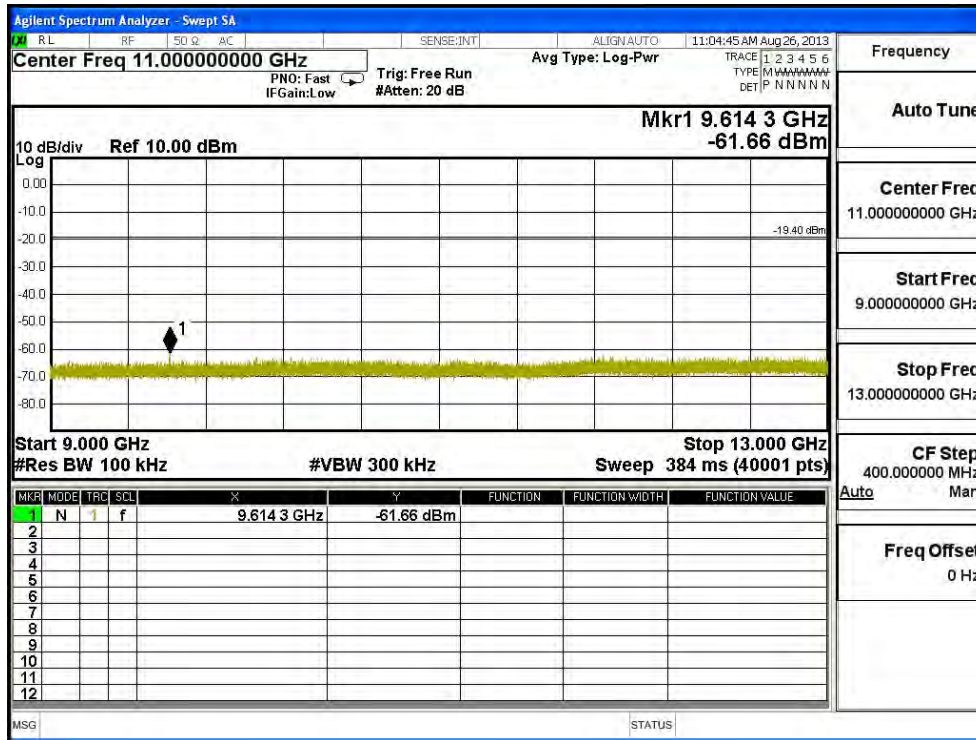 Agilent Spectrum Analyzer - Swept SA
RL RF 50 Ω AC SENSE:INT ALIGN AUTO 11:04:45 AM Aug 26, 2013
Center Freq 11.000000000 GHz
PNO: Fast
IFGain:Low
Trig: Free Run
#Atten: 20 dB
Avg Type: Log-Pwr
TRACE 1 2 3 4 5 6
TYPE M
DET P N N N N N
Mkr1 9.614 3 GHz
-61.66 dBm
10 dB/div
Log
Ref 10.00 dBm
0.00
-10.0
-20.0
-30.0
-40.0
-50.0
-60.0
-70.0
-80.0
-19.40 dBm
1
Start 9.000 GHz
Stop 13.000 GHz
#Res BW 100 kHz
#VBW 300 kHz
Sweep 384 ms (40001 pts)
MKR MODE TRC SCL X Y FUNCTION FUNCTION WIDTH FUNCTION VALUE
1 N 1 f 9.614 3 GHz -61.66 dBm
2
3
4
5
6
7
8
9
10
11
12
MSG
STATUS
Frequency
Auto Tune
Center Freq
11.000000000 GHz
Start Freq
9.000000000 GHz
Stop Freq
13.000000000 GHz
CF Step
400.000000 MHz
Auto Man
Freq Offset
0 Hz